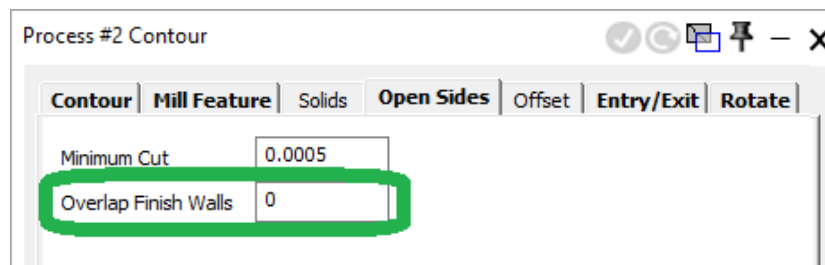 Process #2 Contour
Contour Mill Feature Solids Open Sides Offset Entry/Exit Rotate
Minimum Cut 0.0005
Overlap Finish Walls 0